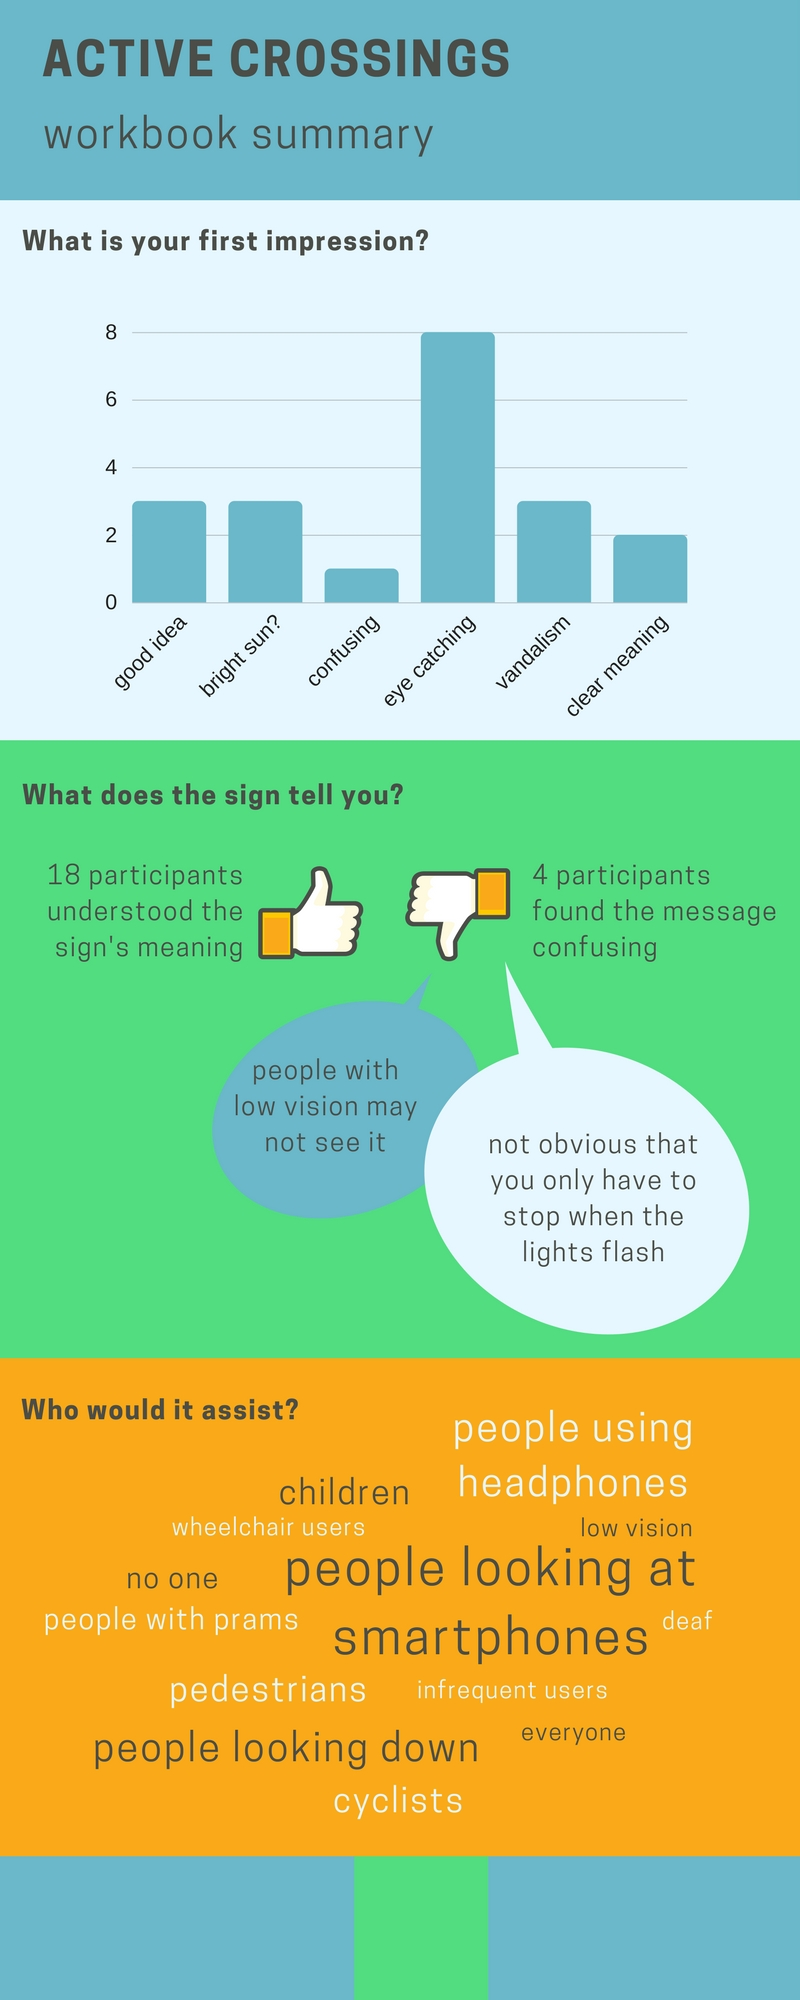 ACTIVE CROSSINGS
workbook summary
What is your first impression?
8
6
4
2
0
good idea
bright sun?
confusing
eye catching
vandalism
clear meaning
What does the sign tell you?
18 participants
understood the
sign's meaning
4 participants
found the message
confusing
people with
low vision may
not see it
not obvious that
you only have to
stop when the
lights flash
Who would it assist?
people using
headphones
children
wheelchair users
low vision
people looking at
smartphones
no one
people with prams
deaf
pedestrians
infrequent users
everyone
people looking down
cyclists